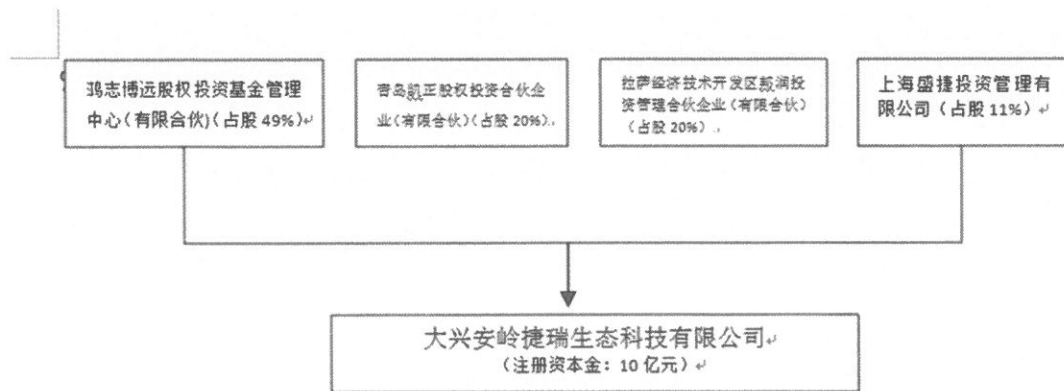 鸿志博远股权投资基金管理
中心(有限合伙)(占股 49%)
青岛凯正股权投资合伙企
业(有限合伙)(占股 20%)
拉萨经济技术开发区毅润投
资管理合伙企业(有限合伙)
(占股 20%)
上海盛捷投资管理有
限公司(占股 11%)
大兴安岭捷瑞生态科技有限公司
(注册资本金:10 亿元)